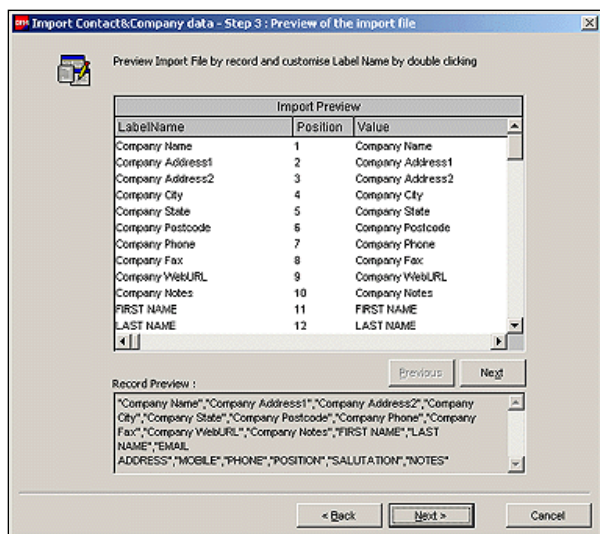 Import Contact&Company data - Step 3 : Preview of the import file
Preview Import File by record and customise Label Name by double clicking
Import Preview
LabelName Position Value
Company Name 1 Company Name
Company Address1 2 Company Address1
Company Address2 3 Company Address2
Company City 4 Company City
Company State 5 Company State
Company Postcode 6 Company Postcode
Company Phone 7 Company Phone
Company Fax 8 Company Fax
Company WebURL 9 Company WebURL
Company Notes 10 Company Notes
FIRST NAME 11 FIRST NAME
LAST NAME 12 LAST NAME
Previous Next
Record Preview :
"Company Name","Company Address1","Company Address2","Company
City","Company State","Company Postcode","Company Phone","Company
Fax","Company WebURL","Company Notes","FIRST NAME","LAST
NAME","EMAIL
ADDRESS","MOBILE","PHONE","POSITION","SALUTATION","NOTES"
< Back Next > Cancel